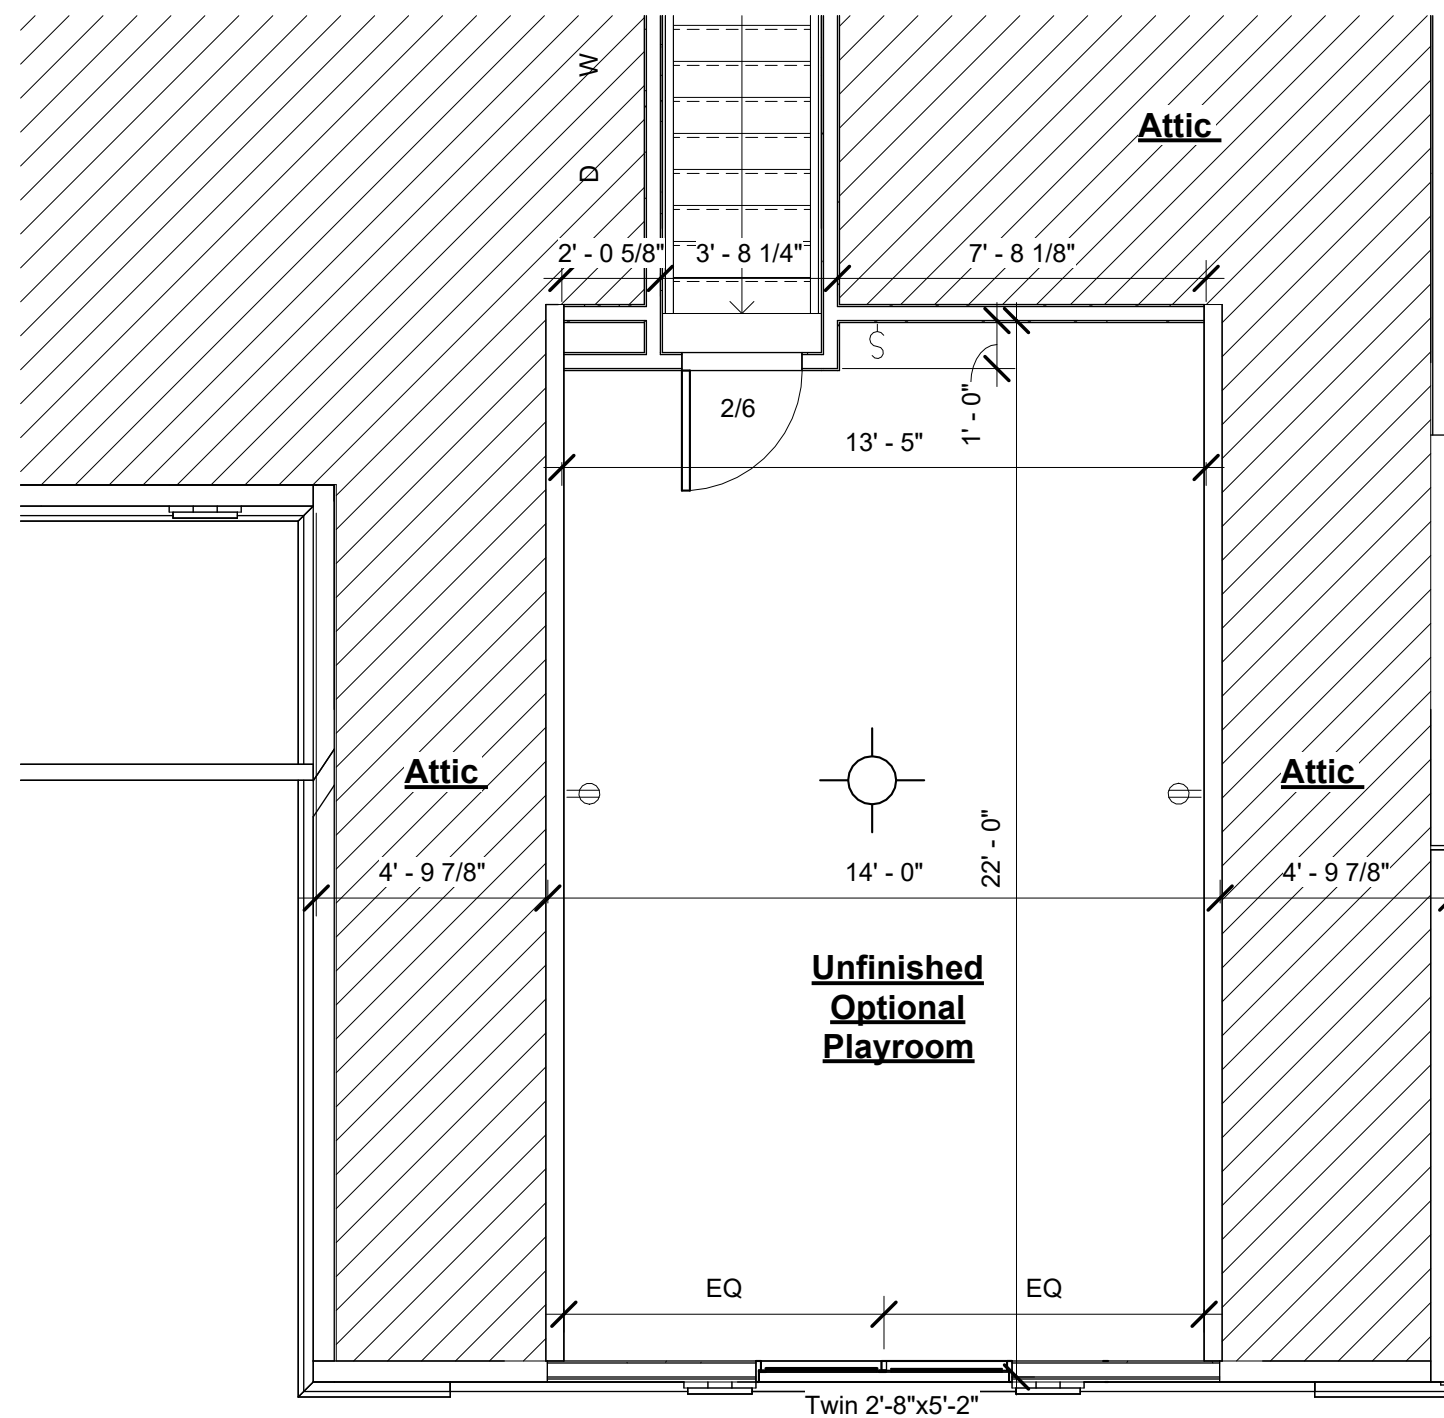 W
D
Attic
2' - 0 5/8"
3' - 8 1/4"
7' - 8 1/8"
S
2/6
1' - 0"
13' - 5"
Attic
Attic
4' - 9 7/8"
14' - 0"
22' - 0"
4' - 9 7/8"
Unfinished
Optional
Playroom
EQ
EQ
Twin 2'-8"x5'-2"